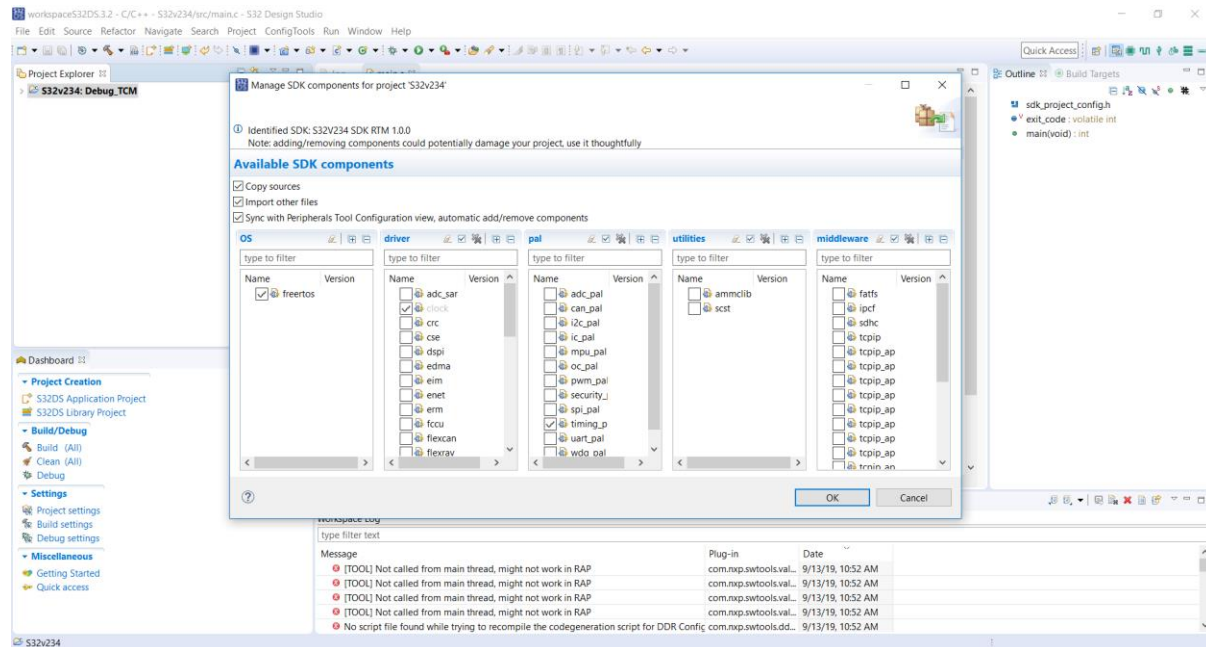 workspaceS32DS.3.2 - C/C++ - S32v234/src/main.c - S32 Design Studio
File Edit Source Refactor Navigate Search Project ConfigTools Run Window Help
Quick Access
Project Explorer
S32v234: Debug_TCM
Manage SDK components for project 'S32v234'
Identified SDK: S32V234 SDK RTM 1.0.0
Note: adding/removing components could potentially damage your project, use it thoughtfully
Available SDK components
Copy sources
Import other files
Sync with Peripherals Tool Configuration view, automatic add/remove components
OS
type to filter
Name Version
freertos
driver
type to filter
Name Version
adc_sar
clock
crc
cse
dspi
edma
eim
enet
erm
fccu
flexcan
flexray
pal
type to filter
Name Version
adc_pal
can_pal
i2c_pal
ic_pal
mpu_pal
oc_pal
pwm_pal
security_
spi_pal
timing_p
uart_pal
wdg_pal
utilities
type to filter
Name Version
ammclib
scst
middleware
type to filter
Name Version
fatfs
ipcf
sdhc
tcpip
tcpip_ap
tcpip_ap
tcpip_ap
tcpip_ap
tcpip_ap
tcpip_ap
tcpip_ap
tcpip_ap
OK
Cancel
Outline
Build Targets
sdk_project_config.h
exit_code : volatile int
main(void) : int
Dashboard
Project Creation
S32DS Application Project
S32DS Library Project
Build/Debug
Build (All)
Clean (All)
Debug
Settings
Project settings
Build settings
Debug settings
Miscellaneous
Getting Started
Quick access
Workspace Log
type filter text
Message Plug-in Date
[TOOL] Not called from main thread, might not work in RAP com.nxp.swtools.val... 9/13/19, 10:52 AM
[TOOL] Not called from main thread, might not work in RAP com.nxp.swtools.val... 9/13/19, 10:52 AM
[TOOL] Not called from main thread, might not work in RAP com.nxp.swtools.val... 9/13/19, 10:52 AM
[TOOL] Not called from main thread, might not work in RAP com.nxp.swtools.val... 9/13/19, 10:52 AM
No script file found while trying to recompile the codegeneration script for DDR Config com.nxp.swtools.dd... 9/13/19, 10:52 AM
S32v234